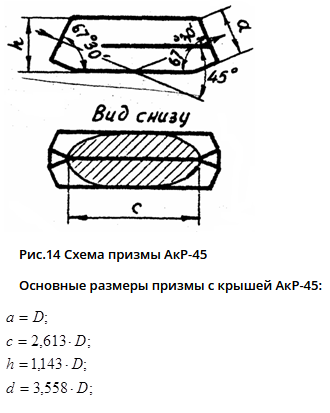 h
67°30'
67°30'
a
45°
Вид снизу
c
Рис.14 Схема призмы АкР-45
Основные размеры призмы с крышей АкР-45:
a = D;
c = 2,613 · D;
h = 1,143 · D;
d = 3,558 · D;